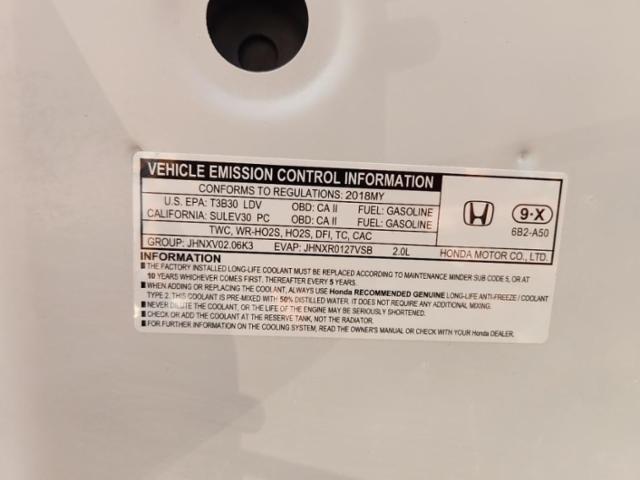 VEHICLE EMISSION CONTROL INFORMATION
CONFORMS TO REGULATIONS: 2018MY
U.S. EPA: T3B30 LDV OBD: CA II FUEL: GASOLINE
CALIFORNIA: SULEV30 PC OBD: CA II FUEL: GASOLINE
TWC, WR-HO2S, HO2S, DFI, TC, CAC
GROUP: JHNXV02.06K3 EVAP: JHNXR0127VSB 2.0L
9-X
6B2-A50
HONDA MOTOR CO., LTD.
INFORMATION
■ THE FACTORY INSTALLED LONG-LIFE COOLANT MUST BE REPLACED ACCORDING TO MAINTENANCE MINDER SUB CODE 5, OR AT
10 YEARS WHICHEVER COMES FIRST. THEREAFTER EVERY 5 YEARS.
■ WHEN ADDING OR REPLACING THE COOLANT, ALWAYS USE Honda RECOMMENDED GENUINE LONG-LIFE ANTI-FREEZE / COOLANT
TYPE 2. THIS COOLANT IS PRE-MIXED WITH 50% DISTILLED WATER. IT DOES NOT REQUIRE ANY ADDITIONAL MIXING.
■ NEVER DILUTE THE COOLANT, OR THE LIFE OF THE ENGINE MAY BE SERIOUSLY SHORTENED.
■ CHECK OR ADD THE COOLANT AT THE RESERVE TANK, NOT THE RADIATOR.
■ FOR FURTHER INFORMATION ON THE COOLING SYSTEM, READ THE OWNER'S MANUAL OR CHECK WITH YOUR Honda DEALER.